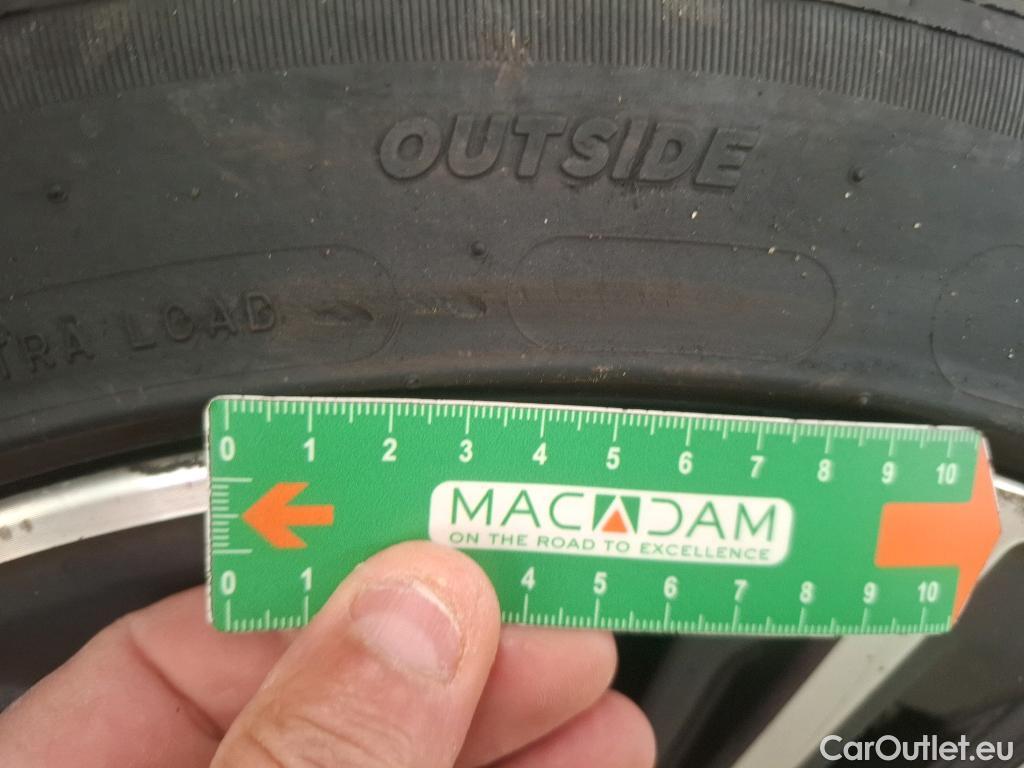 OUTSIDE
TRA LOAD
0 1 2 3 4 5 6 7 8 9 10
MACADAM
ON THE ROAD TO EXCELLENCE
0 1 4 5 6 7 8 9 10
CarOutlet.eu